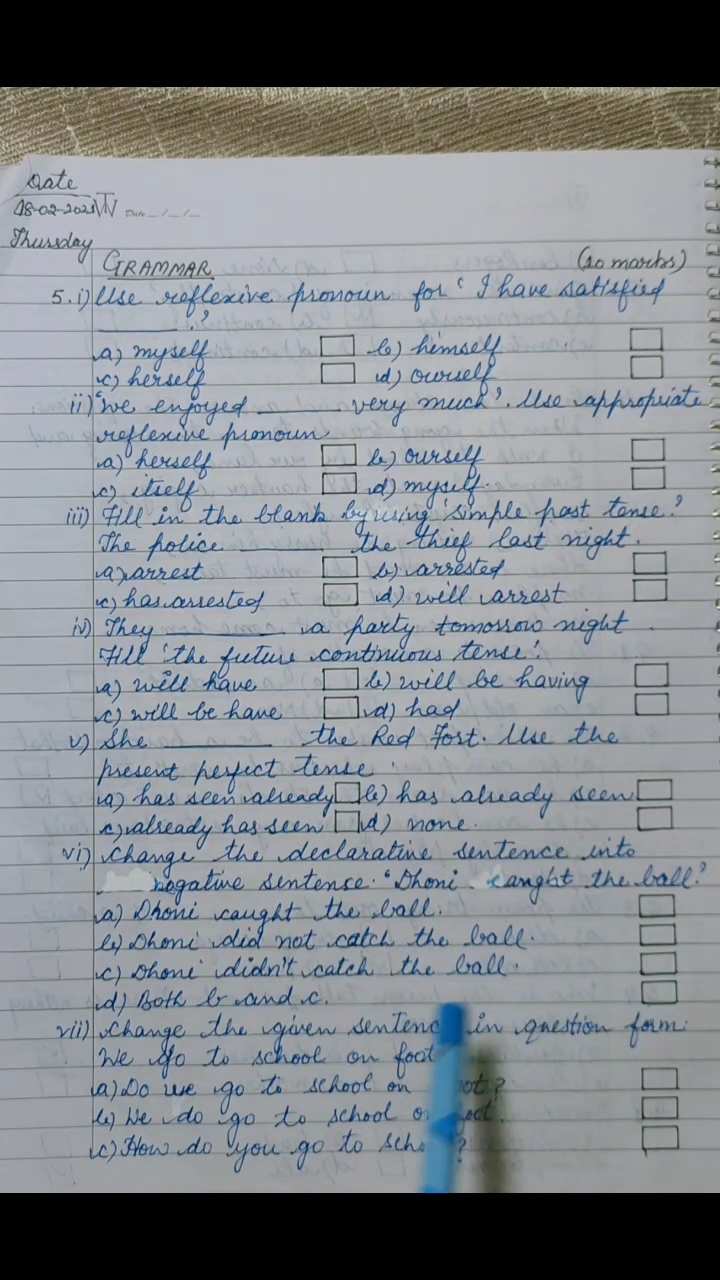 Date
18-02-2021
Date _/_/_
Thursday
GRAMMAR (20 marks)
5. i) Use reflexive pronoun for 'I have satisfied
______.'
a) myself b) himself
c) herself d) ourself
ii) 'We enjoyed ______ very much'. Use appropriate
reflexive pronoun
a) herself b) ourself
c) itself d) myself.
iii) Fill in the blank by using 'simple past tense.'
The police ______ the thief last night.
a) arrest b) arrested
c) has arrested d) will arrest
iv) They ______ a party tomorrow night.
Fill 'the future continuous tense'.
a) will have b) will be having
c) will be have d) had
v) She ______ the Red Fort. Use the
present perfect tense.
a) has seen already b) has already seen
c) already has seen d) none.
vi) Change the declarative sentence into
negative sentence. 'Dhoni caught the ball.'
a) Dhoni caught the ball.
b) Dhoni did not catch the ball.
c) Dhoni didn't catch the ball.
d) Both b and c.
vii) Change the given sentence in question form.
We go to school on foot
a) Do we go to school on foot?
b) We do go to school on foot.
c) How do you go to school?